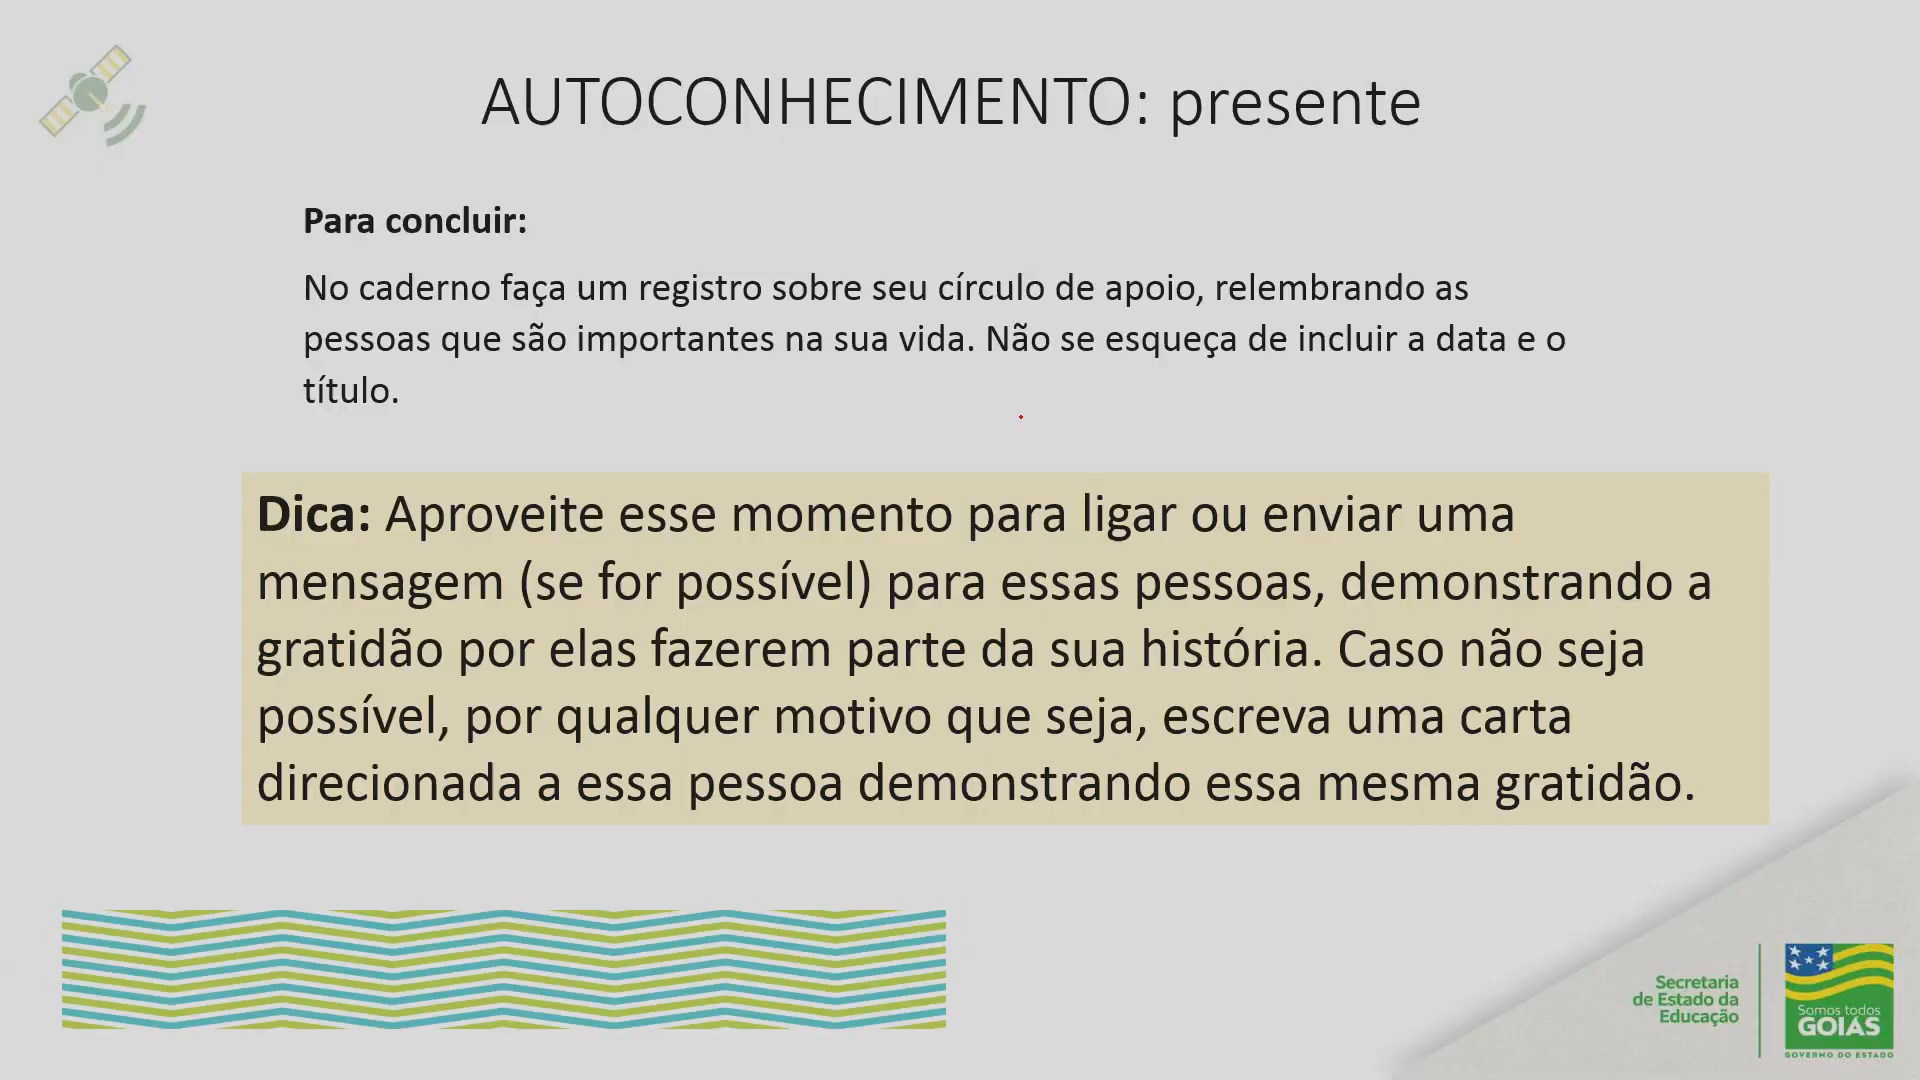 AUTOCONHECIMENTO: presente
Para concluir:
No caderno faça um registro sobre seu círculo de apoio, relembrando as
pessoas que são importantes na sua vida. Não se esqueça de incluir a data e o
título.
Dica: Aproveite esse momento para ligar ou enviar uma
mensagem (se for possível) para essas pessoas, demonstrando a
gratidão por elas fazerem parte da sua história. Caso não seja
possível, por qualquer motivo que seja, escreva uma carta
direcionada a essa pessoa demonstrando essa mesma gratidão.
Secretaria
de Estado da
Educação
Somos todos
GOIÁS
GOVERNO DO ESTADO